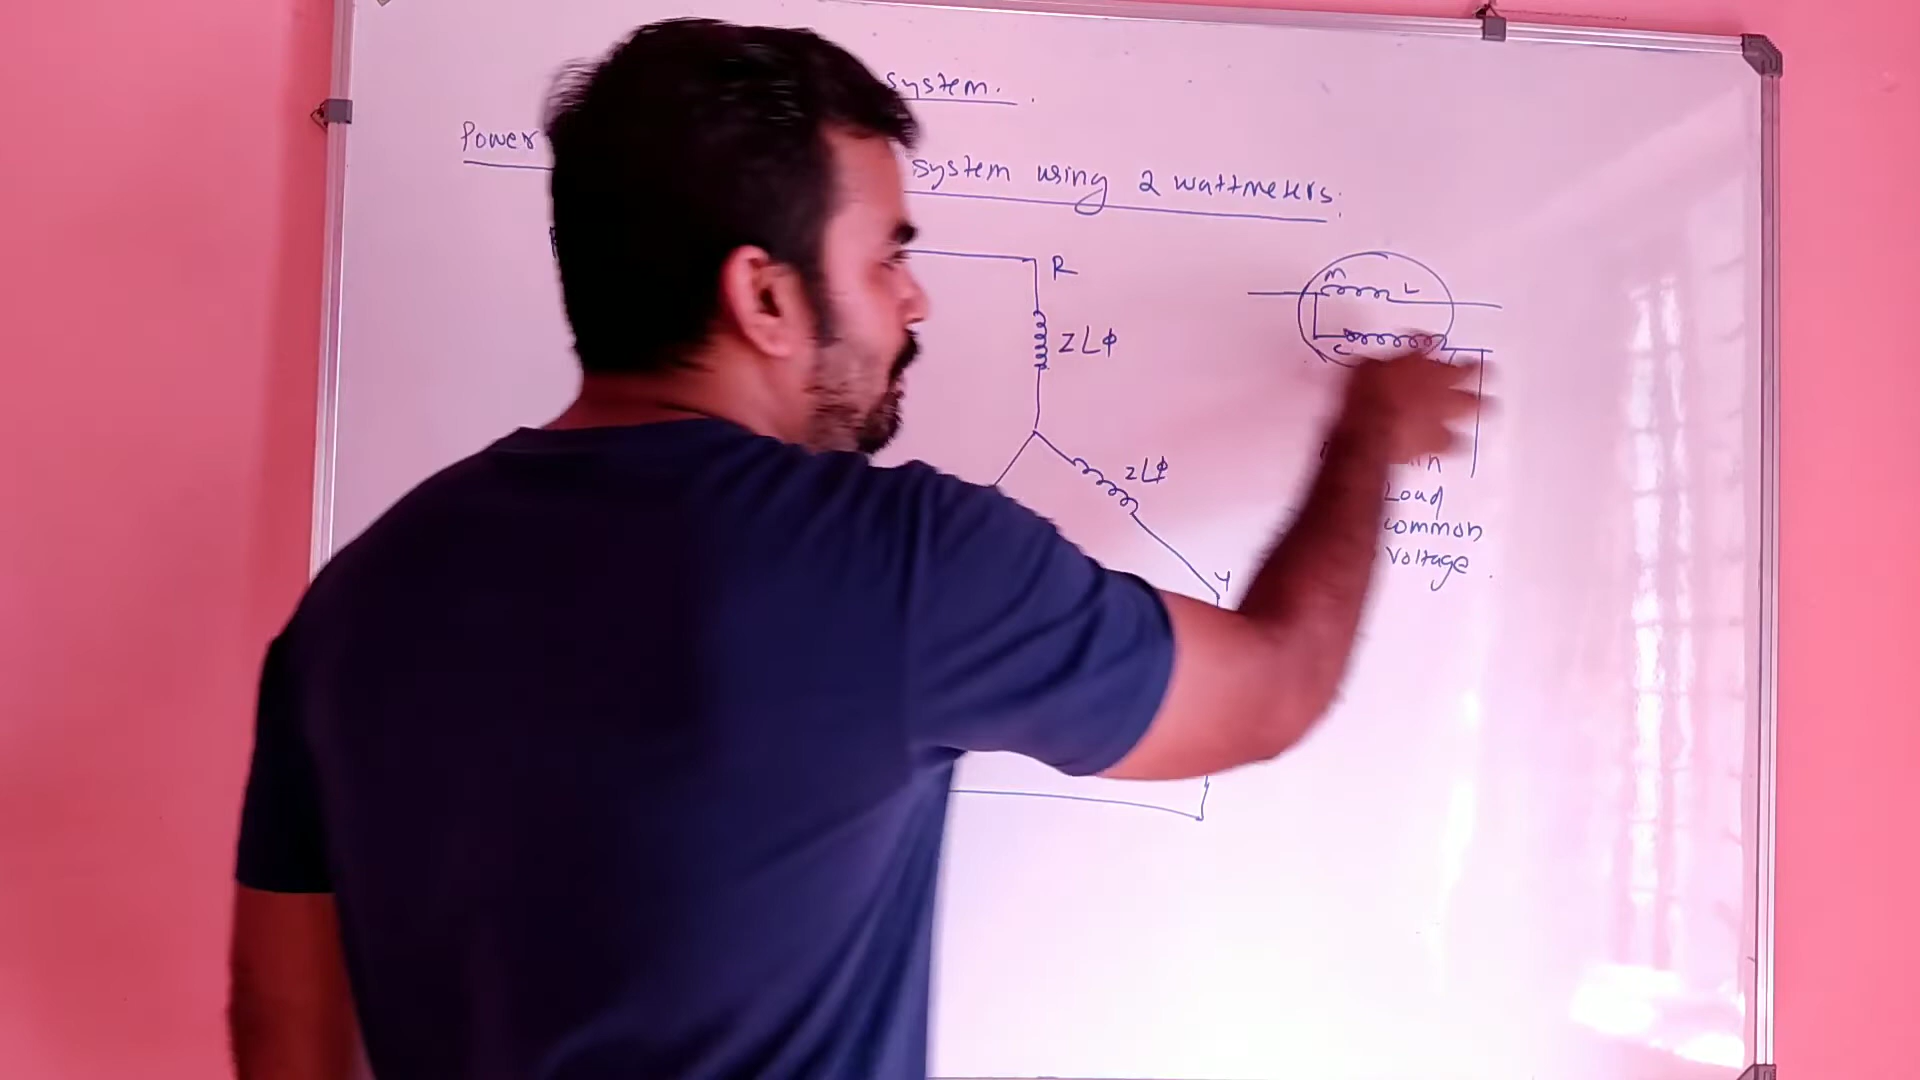 system.
Power
system using 2 wattmeters:
R
M L
Z∠ϕ
C
Z∠ϕ
Load
common
Voltage.
Y